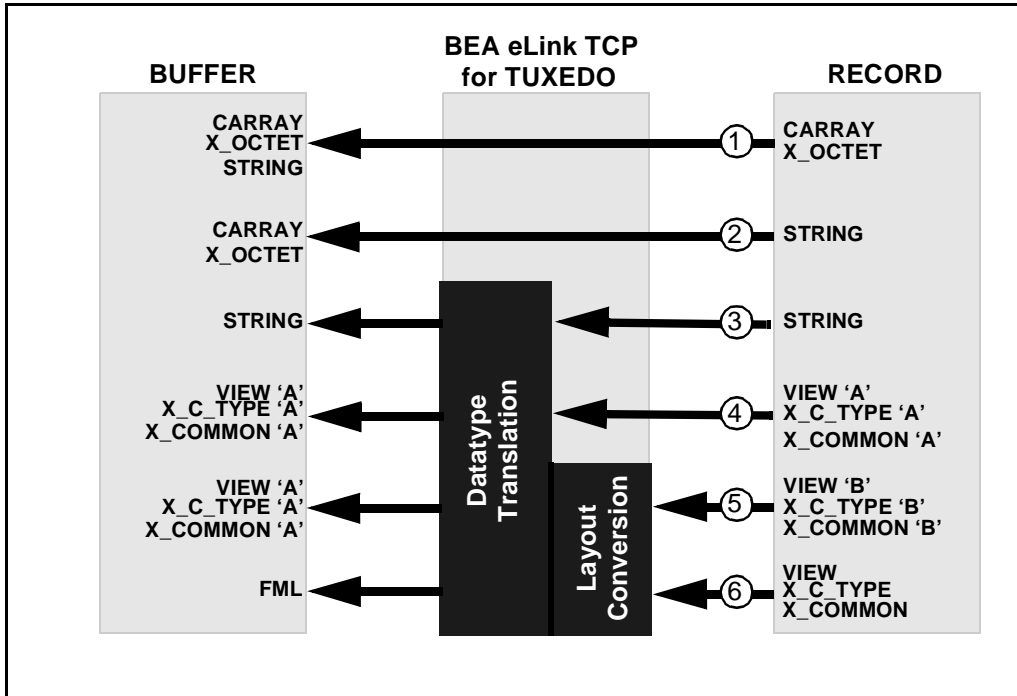 BUFFER
BEA eLink TCP
for TUXEDO
RECORD
CARRAY
X_OCTET
STRING
1
CARRAY
X_OCTET
CARRAY
X_OCTET
2
STRING
STRING
3
STRING
VIEW ‘A’
X_C_TYPE ‘A’
X_COMMON ‘A’
4
VIEW ‘A’
X_C_TYPE ‘A’
X_COMMON ‘A’
VIEW ‘A’
X_C_TYPE ‘A’
X_COMMON ‘A’
5
VIEW ‘B’
X_C_TYPE ‘B’
X_COMMON ‘B’
FML
6
VIEW
X_C_TYPE
X_COMMON
Datatype
Translation
Layout
Conversion